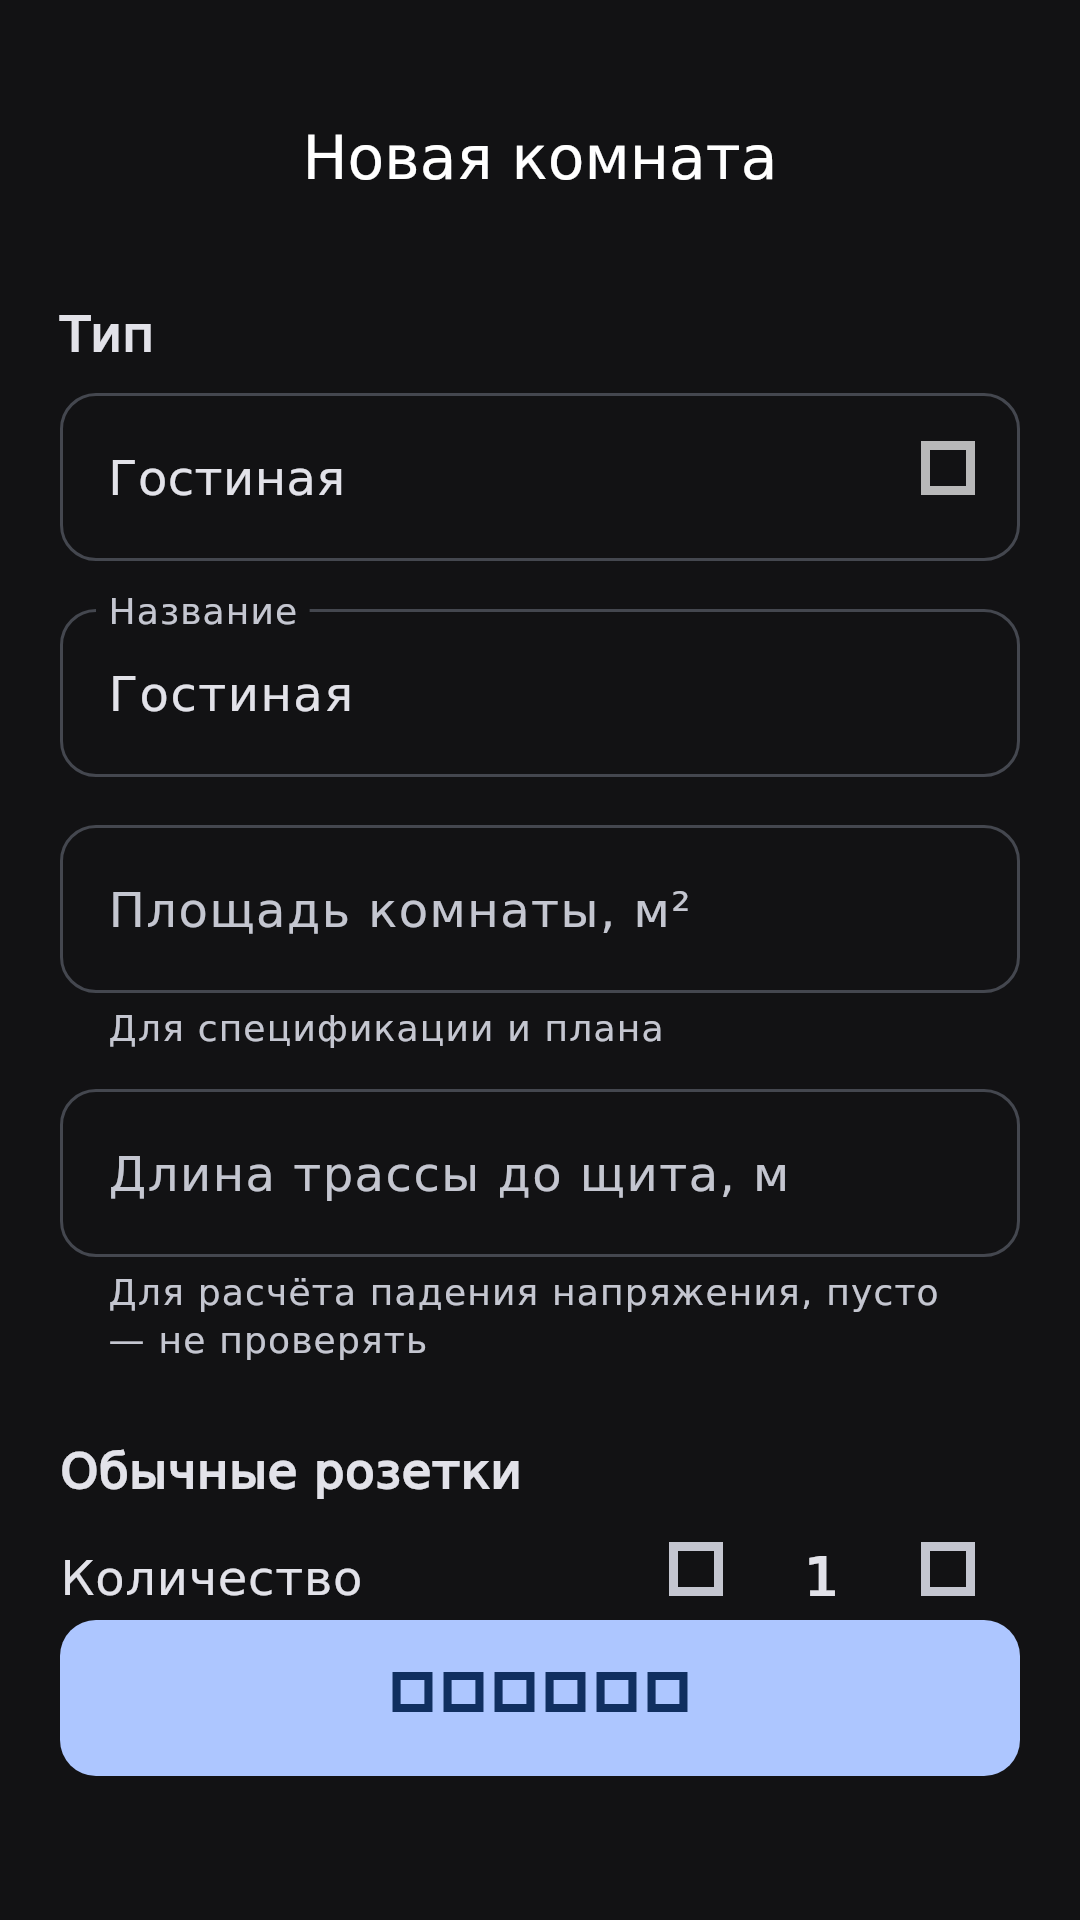 Новая комната
Тип
Гостиная
Название
Гостиная
Площадь комнаты, м²
Для спецификации и плана
Длина трассы до щита, м
Для расчёта падения напряжения, пусто
— не проверять
Обычные розетки
Количество
1